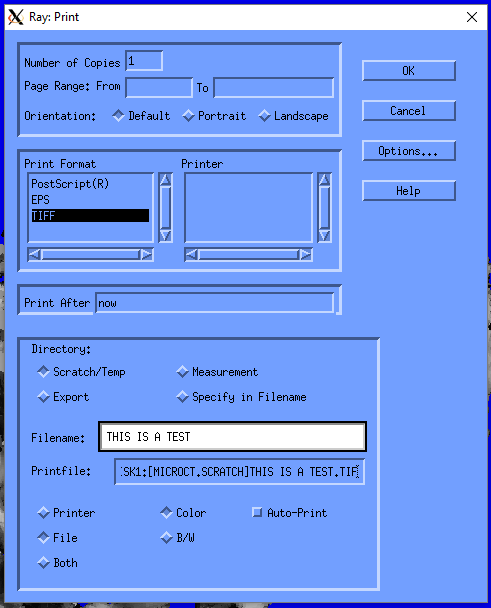 Ray: Print
Number of Copies 1
OK
Page Range: From To
Cancel
Orientation: Default Portrait Landscape
Options...
Print Format Printer
PostScript(R)
EPS
TIFF
Help
Print After now
Directory:
Scratch/Temp Measurement
Export Specify in Filename
Filename: THIS IS A TEST
Printfile: SK1:[MICROCT.SCRATCH]THIS IS A TEST.TIF
Printer Color Auto-Print
File B/W
Both